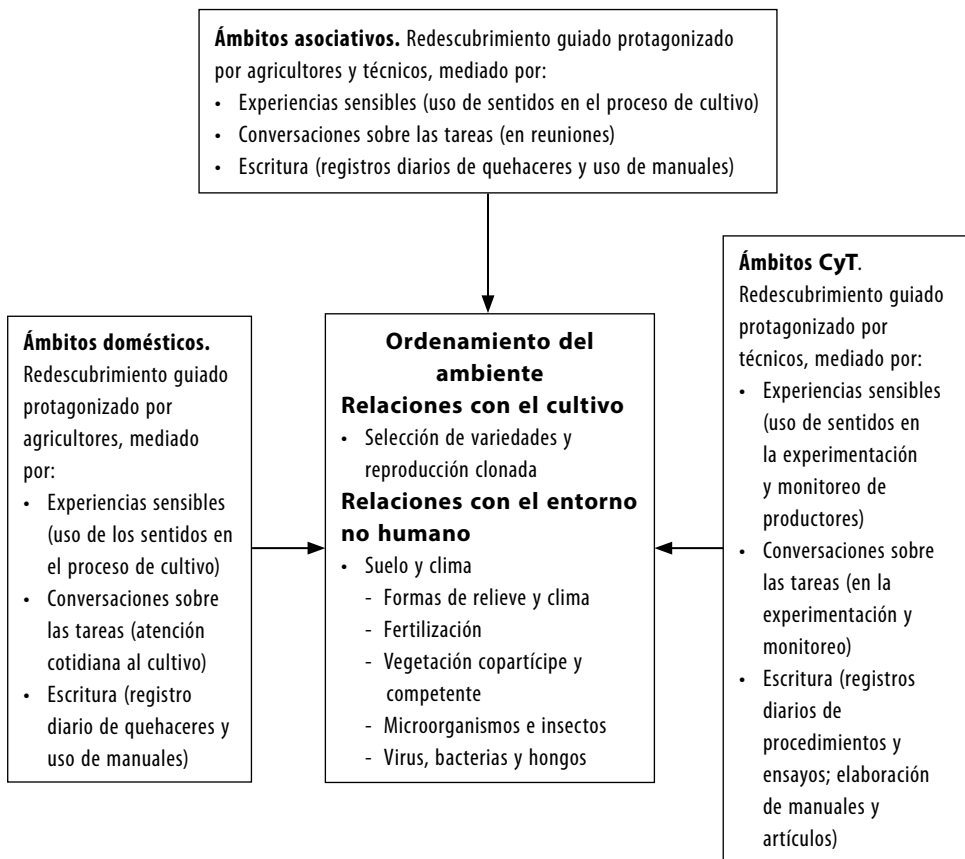 Ámbitos asociativos. Redescubrimiento guiado protagonizado
por agricultores y técnicos, mediado por:
• Experiencias sensibles (uso de sentidos en el proceso de cultivo)
• Conversaciones sobre las tareas (en reuniones)
• Escritura (registros diarios de quehaceres y uso de manuales)
Ámbitos domésticos.
Redescubrimiento guiado
protagonizado por
agricultores, mediado
por:
• Experiencias sensibles
(uso de los sentidos en
el proceso de cultivo)
• Conversaciones sobre
las tareas (atención
cotidiana al cultivo)
• Escritura (registro
diario de quehaceres y
uso de manuales)
Ordenamiento del
ambiente
Relaciones con el cultivo
• Selección de variedades y
reproducción clonada
Relaciones con el entorno
no humano
• Suelo y clima
- Formas de relieve y clima
- Fertilización
- Vegetación copartícipe y
competente
- Microorganismos e insectos
- Virus, bacterias y hongos
Ámbitos CyT.
Redescubrimiento guiado
protagonizado por
técnicos, mediado por:
• Experiencias sensibles
(uso de sentidos en
la experimentación
y monitoreo de
productores)
• Conversaciones sobre
las tareas (en la
experimentación y
monitoreo)
• Escritura (registros
diarios de
procedimientos y
ensayos; elaboración
de manuales y
artículos)